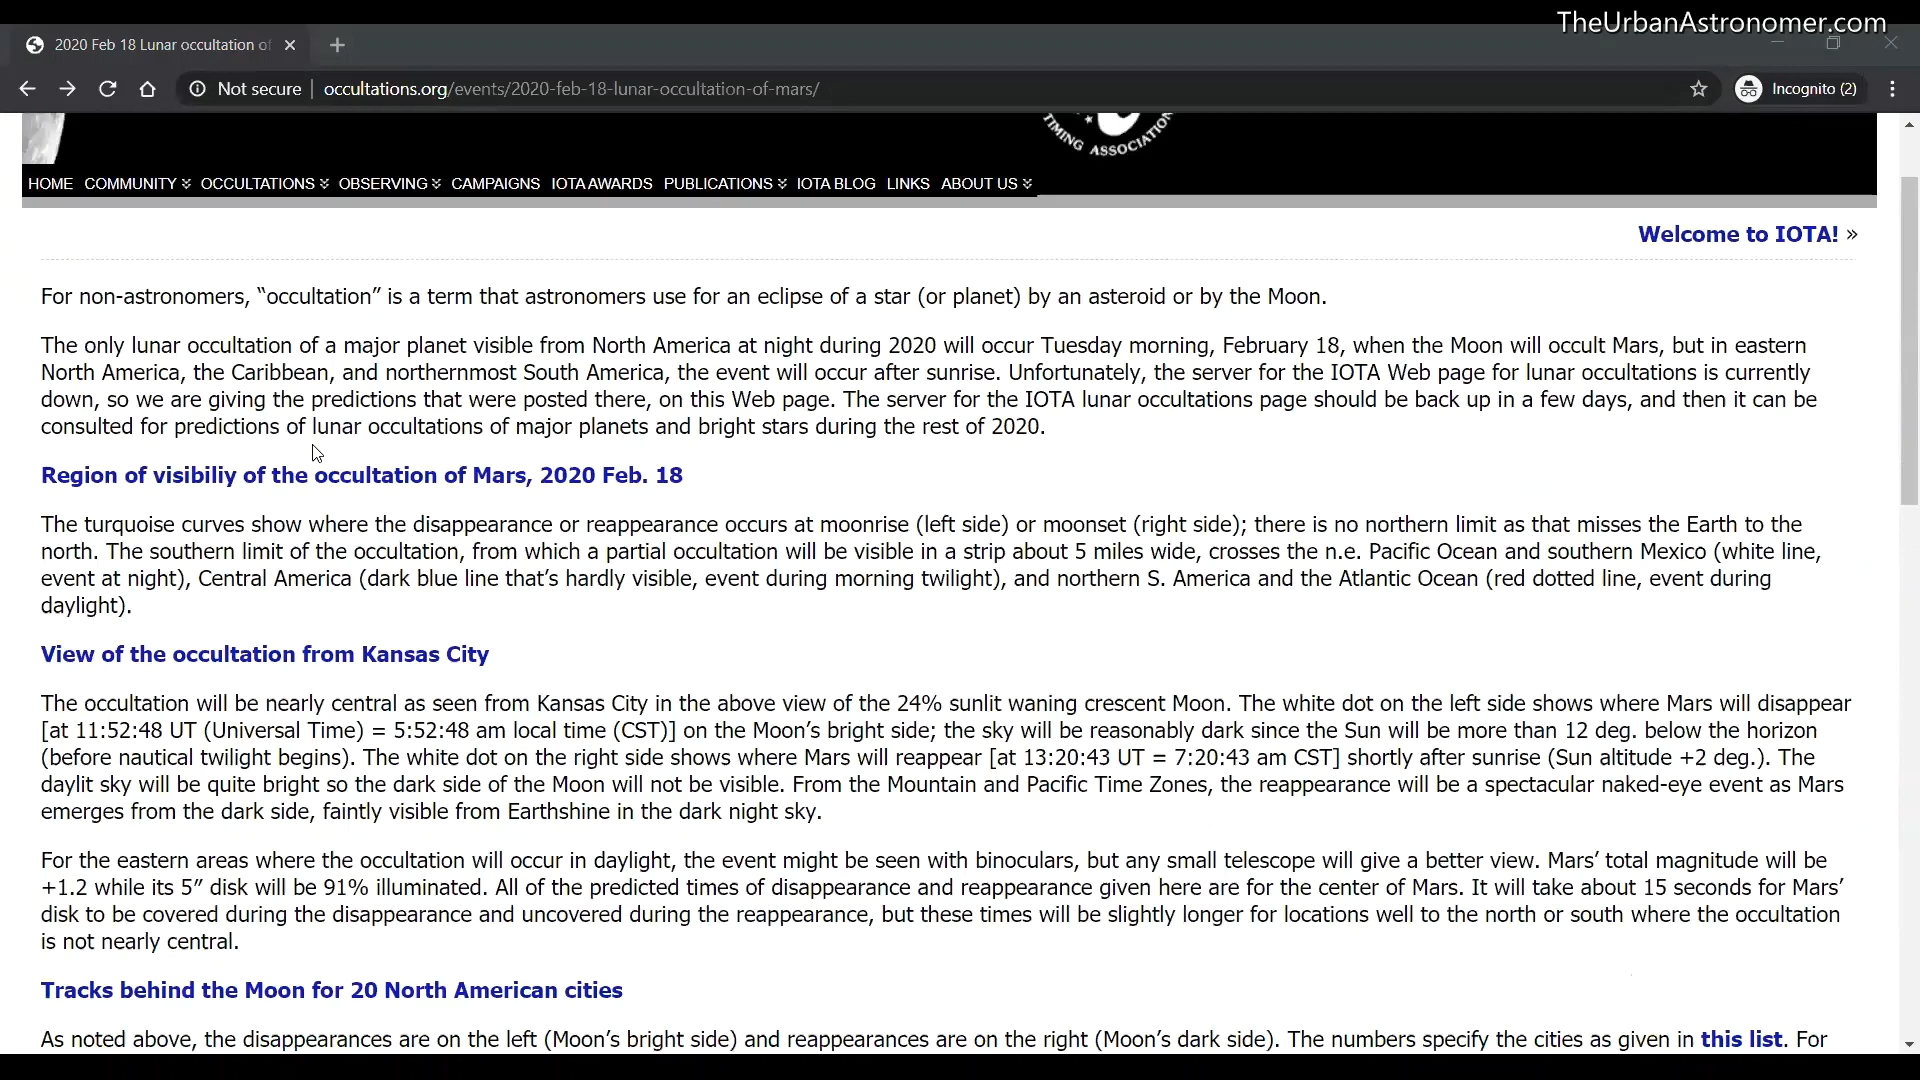 TheUrbanAstronomer.com
2020 Feb 18 Lunar occultation of
Not secure
occultations.org/events/2020-feb-18-lunar-occultation-of-mars/
Incognito (2)
TIMING ASSOCIATION
HOME COMMUNITY OCCULTATIONS OBSERVING CAMPAIGNS IOTA AWARDS PUBLICATIONS IOTA BLOG LINKS ABOUT US
Welcome to IOTA! »
For non-astronomers, “occultation” is a term that astronomers use for an eclipse of a star (or planet) by an asteroid or by the Moon.
The only lunar occultation of a major planet visible from North America at night during 2020 will occur Tuesday morning, February 18, when the Moon will occult Mars, but in eastern
North America, the Caribbean, and northernmost South America, the event will occur after sunrise. Unfortunately, the server for the IOTA Web page for lunar occultations is currently
down, so we are giving the predictions that were posted there, on this Web page. The server for the IOTA lunar occultations page should be back up in a few days, and then it can be
consulted for predictions of lunar occultations of major planets and bright stars during the rest of 2020.
Region of visibiliy of the occultation of Mars, 2020 Feb. 18
The turquoise curves show where the disappearance or reappearance occurs at moonrise (left side) or moonset (right side); there is no northern limit as that misses the Earth to the
north. The southern limit of the occultation, from which a partial occultation will be visible in a strip about 5 miles wide, crosses the n.e. Pacific Ocean and southern Mexico (white line,
event at night), Central America (dark blue line that’s hardly visible, event during morning twilight), and northern S. America and the Atlantic Ocean (red dotted line, event during
daylight).
View of the occultation from Kansas City
The occultation will be nearly central as seen from Kansas City in the above view of the 24% sunlit waning crescent Moon. The white dot on the left side shows where Mars will disappear
[at 11:52:48 UT (Universal Time) = 5:52:48 am local time (CST)] on the Moon’s bright side; the sky will be reasonably dark since the Sun will be more than 12 deg. below the horizon
(before nautical twilight begins). The white dot on the right side shows where Mars will reappear [at 13:20:43 UT = 7:20:43 am CST] shortly after sunrise (Sun altitude +2 deg.). The
daylit sky will be quite bright so the dark side of the Moon will not be visible. From the Mountain and Pacific Time Zones, the reappearance will be a spectacular naked-eye event as Mars
emerges from the dark side, faintly visible from Earthshine in the dark night sky.
For the eastern areas where the occultation will occur in daylight, the event might be seen with binoculars, but any small telescope will give a better view. Mars’ total magnitude will be
+1.2 while its 5” disk will be 91% illuminated. All of the predicted times of disappearance and reappearance given here are for the center of Mars. It will take about 15 seconds for Mars’
disk to be covered during the disappearance and uncovered during the reappearance, but these times will be slightly longer for locations well to the north or south where the occultation
is not nearly central.
Tracks behind the Moon for 20 North American cities
As noted above, the disappearances are on the left (Moon’s bright side) and reappearances are on the right (Moon’s dark side). The numbers specify the cities as given in this list. For